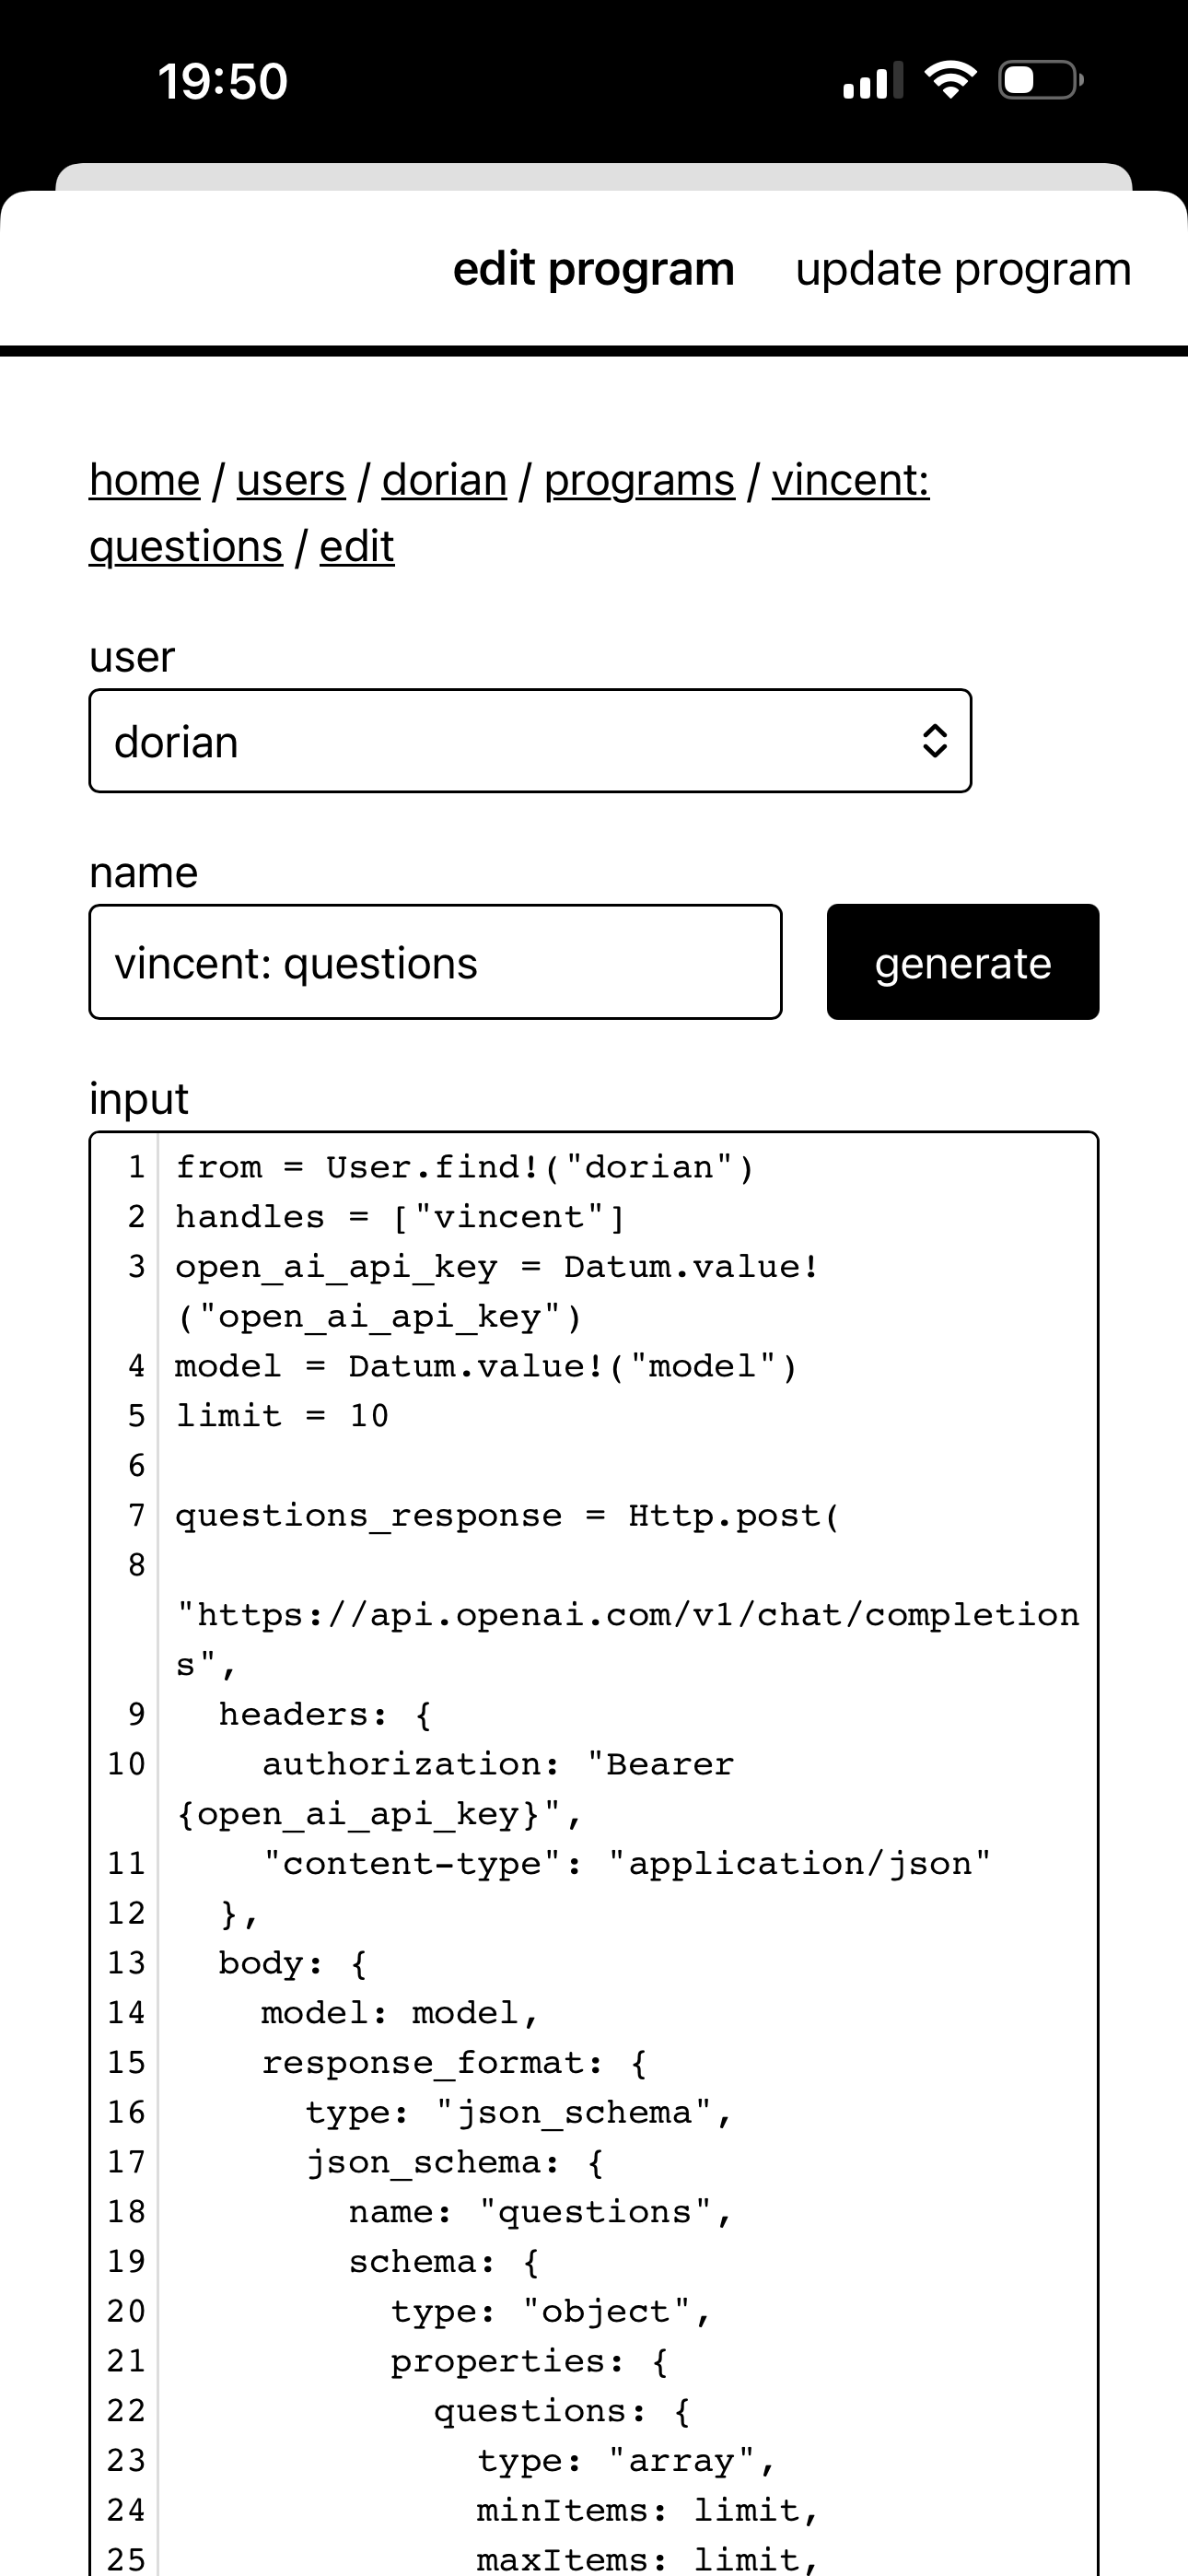 19:50
edit program update program
home / users / dorian / programs / vincent:
questions / edit
user
dorian
name
vincent: questions
generate
input
1 from = User.find!("dorian")
2 handles = ["vincent"]
3 open_ai_api_key = Datum.value!
("open_ai_api_key")
4 model = Datum.value!("model")
5 limit = 10
6
7 questions_response = Http.post(
8
"https://api.openai.com/v1/chat/completion
s",
9   headers: {
10     authorization: "Bearer
{open_ai_api_key}",
11     "content-type": "application/json"
12   },
13   body: {
14     model: model,
15     response_format: {
16       type: "json_schema",
17       json_schema: {
18         name: "questions",
19         schema: {
20           type: "object",
21           properties: {
22             questions: {
23               type: "array",
24               minItems: limit,
25               maxItems: limit,